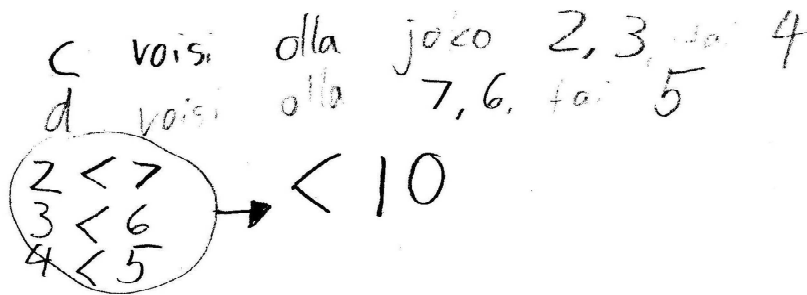 c voisi olla joko 2, 3, tai 4
d voisi olla 7, 6, tai 5
2 < 7
3 < 6 → < 10
4 < 5